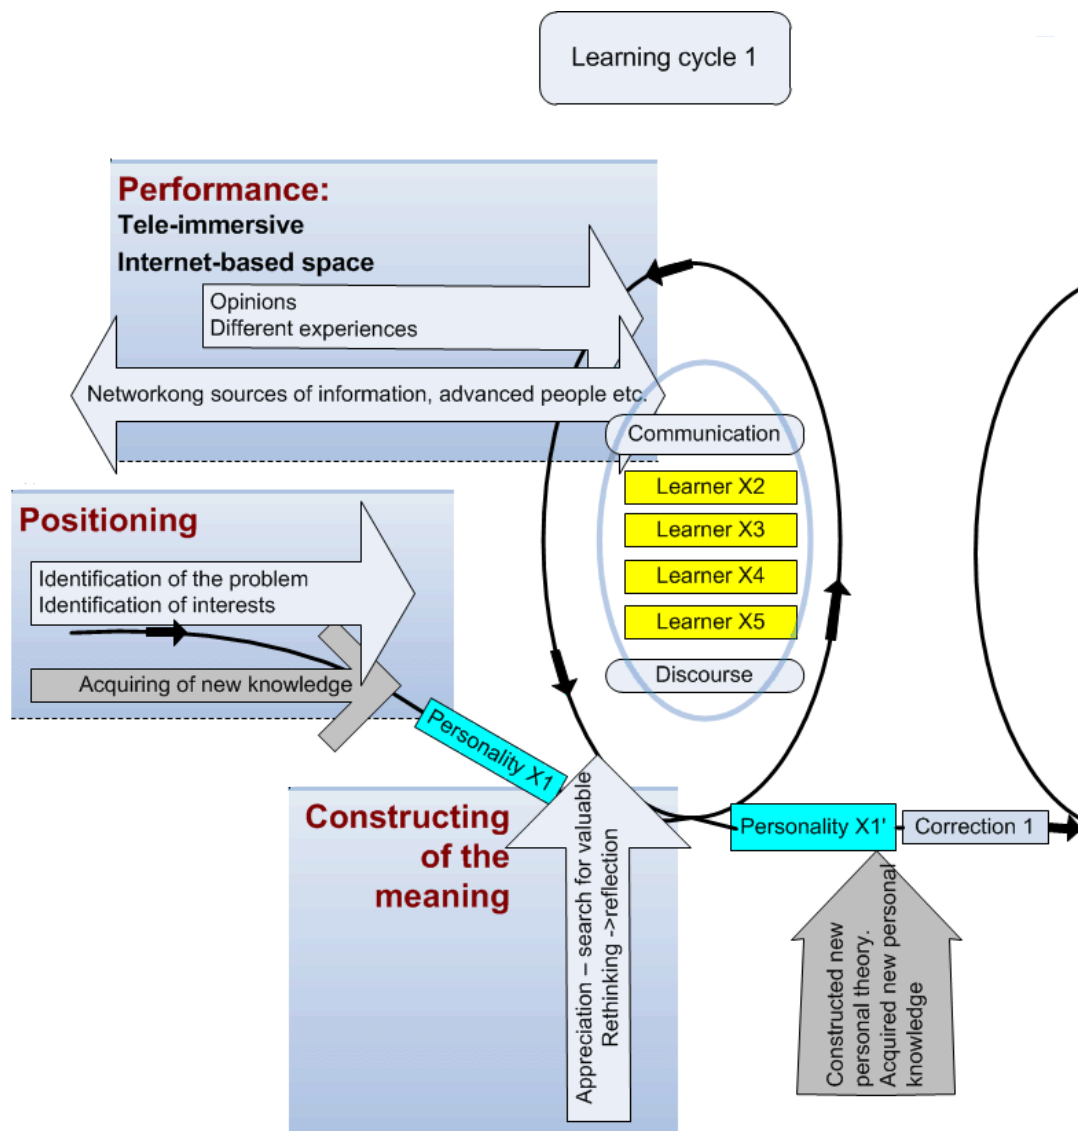 Learning cycle 1
Performance:
Tele-immersive
Internet-based space
Opinions
Different experiences
Networkong sources of information, advanced people etc.
Communication
Learner X2
Learner X3
Learner X4
Learner X5
Discourse
Positioning
Identification of the problem
Identification of interests
Acquiring of new knowledge
Personality X1
Constructing
of the
meaning
Appreciation – search for valuable
Rethinking ->reflection
Personality X1'
Correction 1
Constructed new
personal theory.
Acquired new personal
knowledge